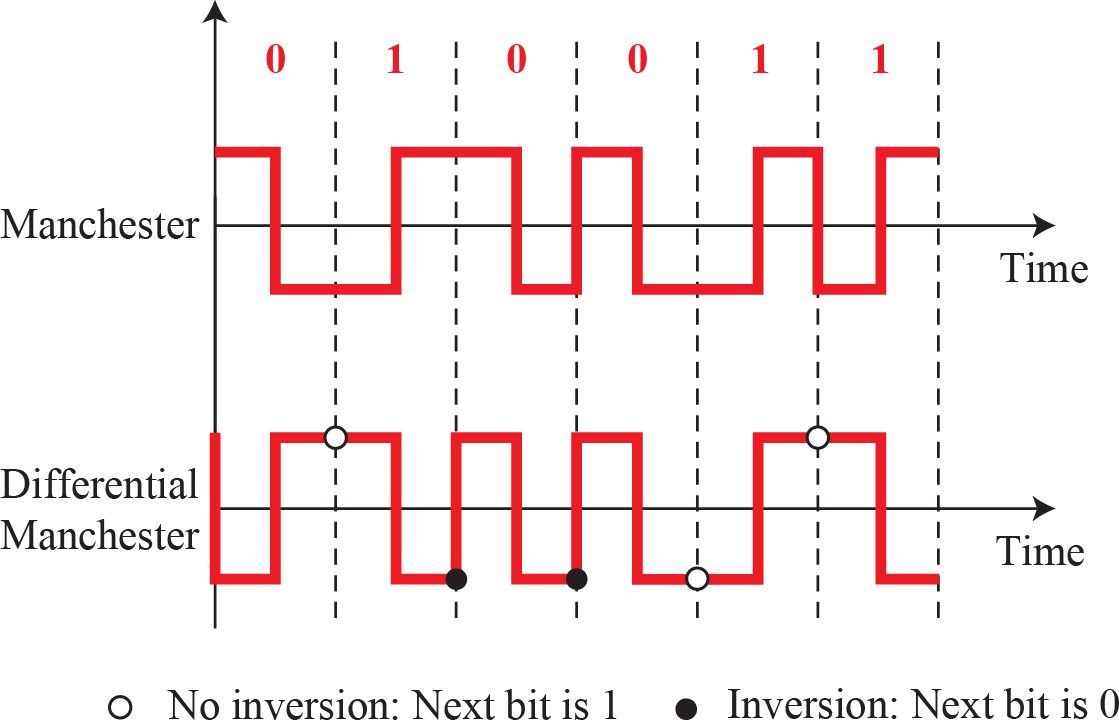 0 1 0 0 1 1
Manchester
Time
Differential
Manchester
Time
No inversion: Next bit is 1
Inversion: Next bit is 0